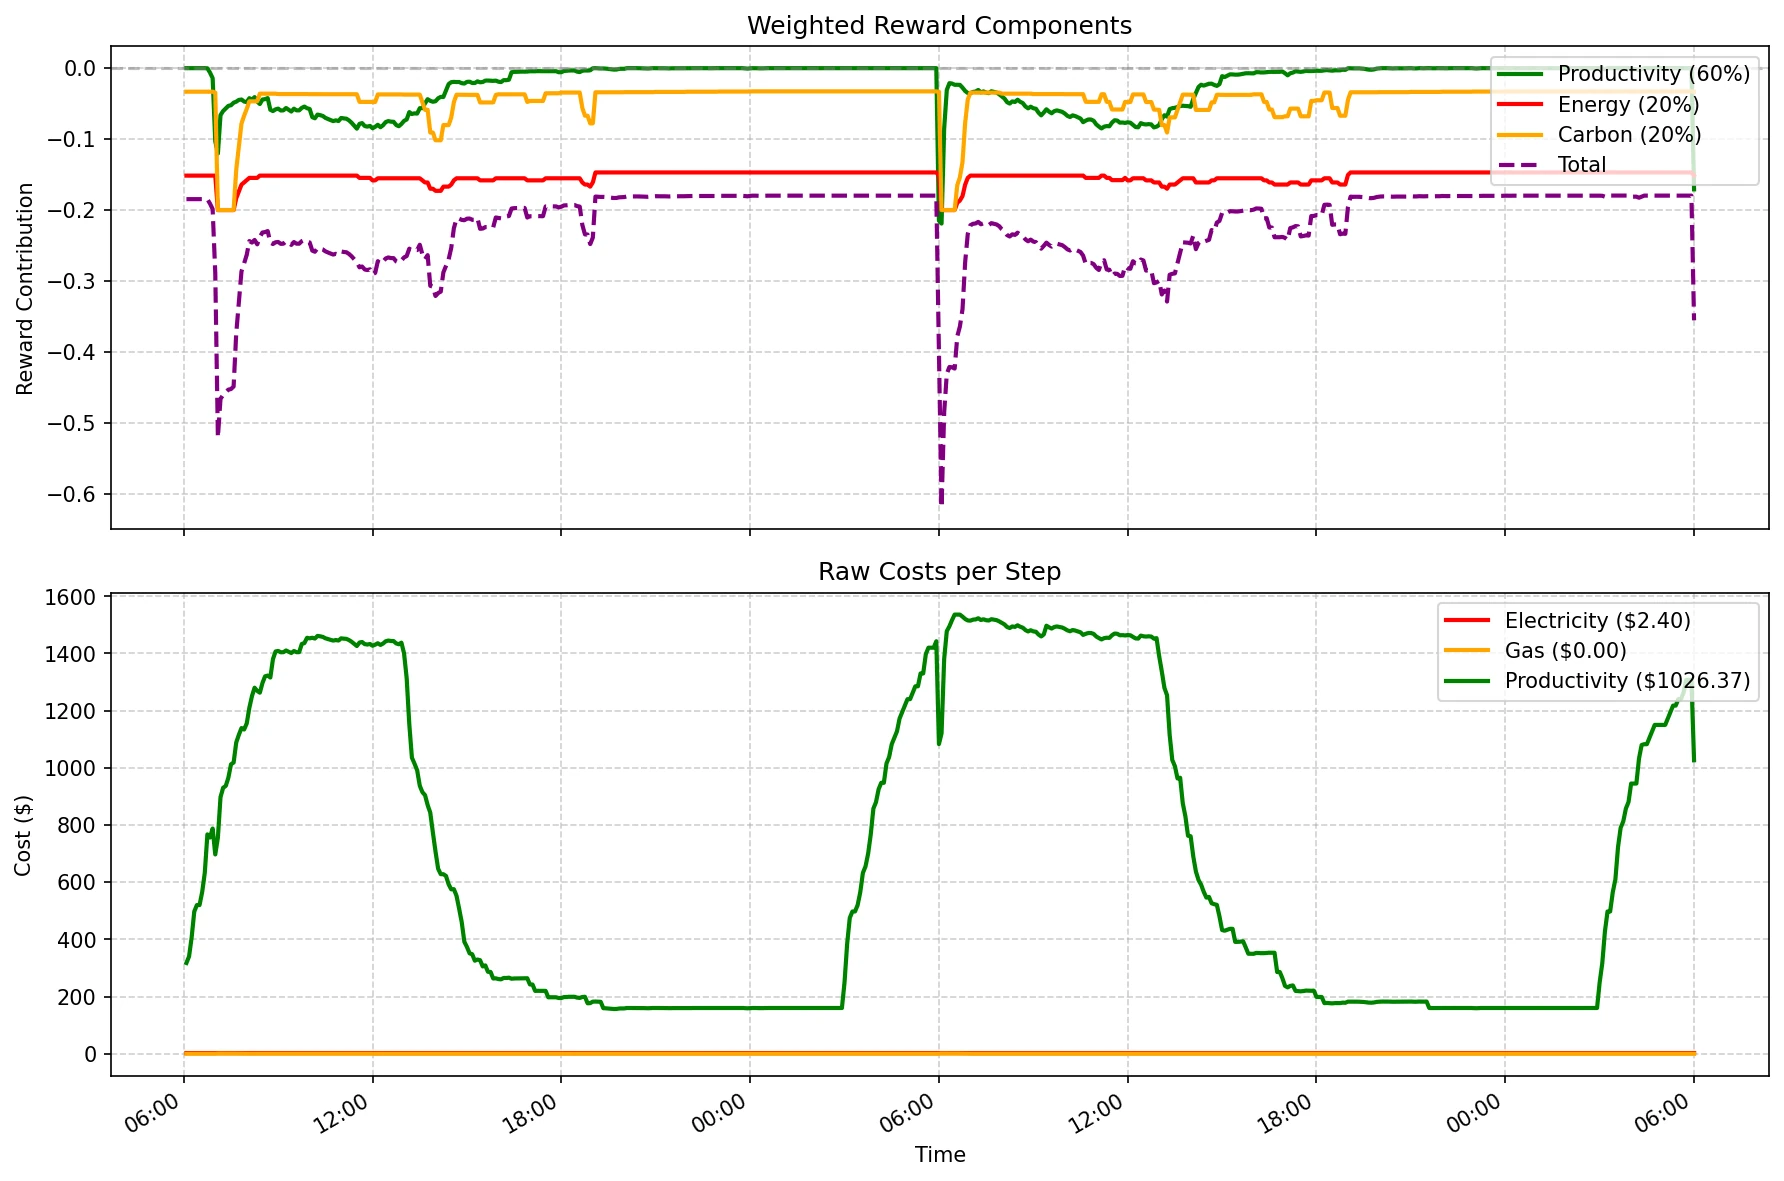 Weighted Reward Components
Reward Contribution
0.0
−0.1
−0.2
−0.3
−0.4
−0.5
−0.6
Productivity (60%)
Energy (20%)
Carbon (20%)
Total
Raw Costs per Step
Cost ($)
1600
1400
1200
1000
800
600
400
200
0
Electricity ($2.40)
Gas ($0.00)
Productivity ($1026.37)
06:00 12:00 18:00 00:00 06:00 12:00 18:00 00:00 06:00
Time